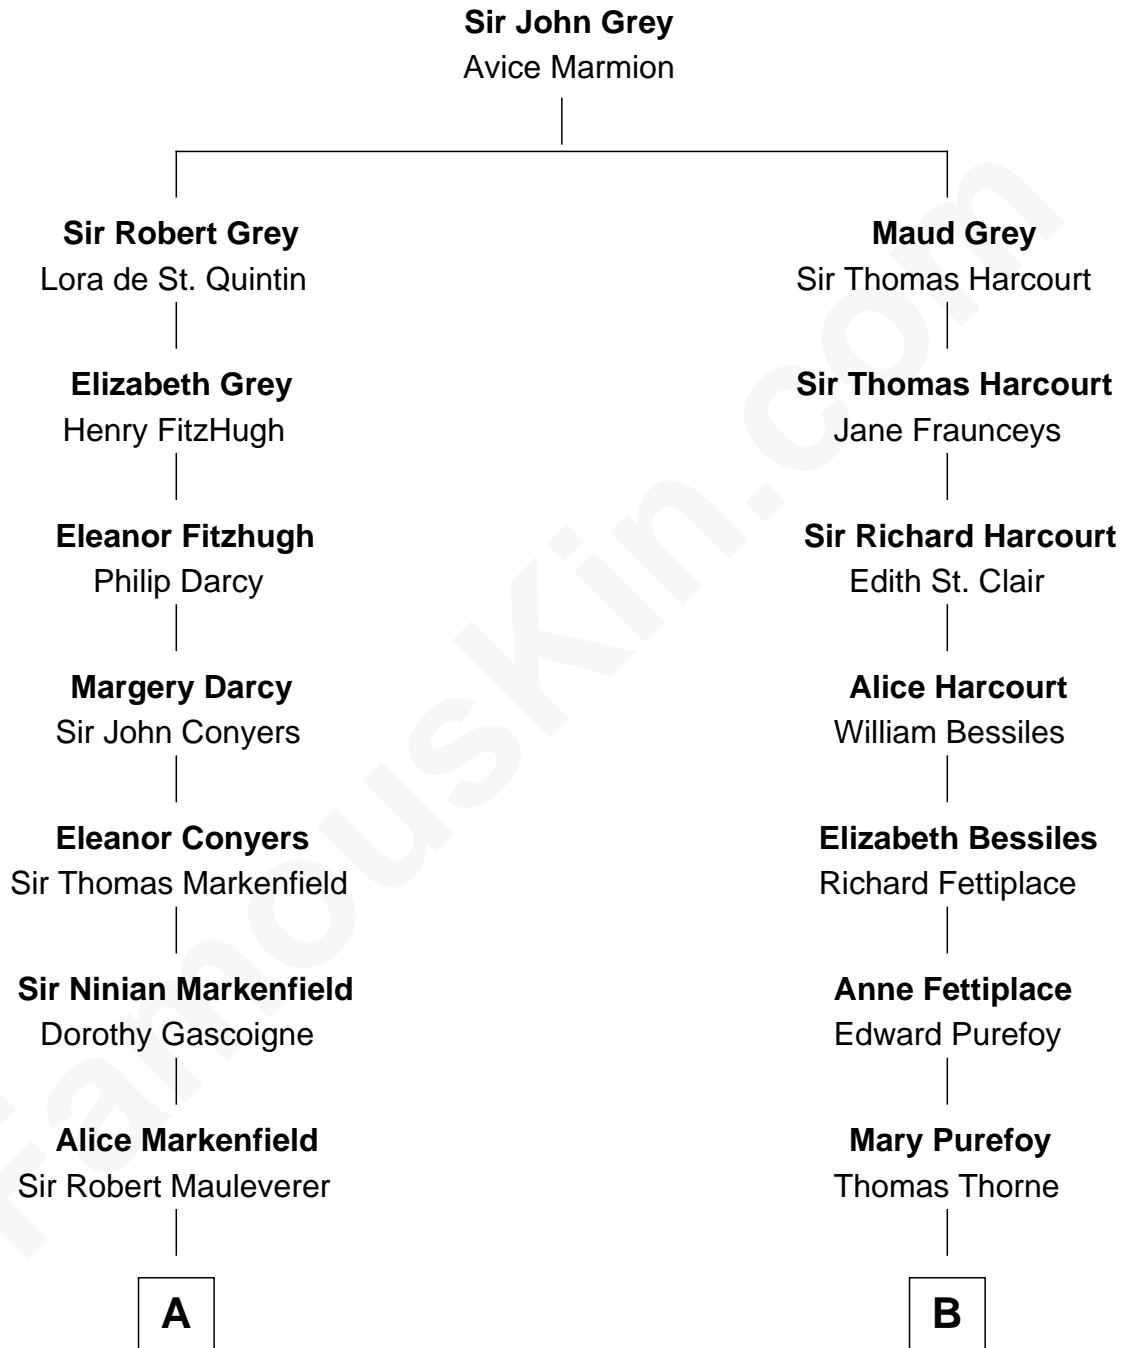 Sir John Grey
Avice Marmion
Sir Robert Grey
Lora de St. Quintin
Elizabeth Grey
Henry FitzHugh
Eleanor Fitzhugh
Philip Darcy
Margery Darcy
Sir John Conyers
Eleanor Conyers
Sir Thomas Markenfield
Sir Ninian Markenfield
Dorothy Gascoigne
Alice Markenfield
Sir Robert Mauleverer
A
Maud Grey
Sir Thomas Harcourt
Sir Thomas Harcourt
Jane Fraunceys
Sir Richard Harcourt
Edith St. Clair
Alice Harcourt
William Bessiles
Elizabeth Bessiles
Richard Fettiplace
Anne Fettiplace
Edward Purefoy
Mary Purefoy
Thomas Thorne
B
FamousKin.com